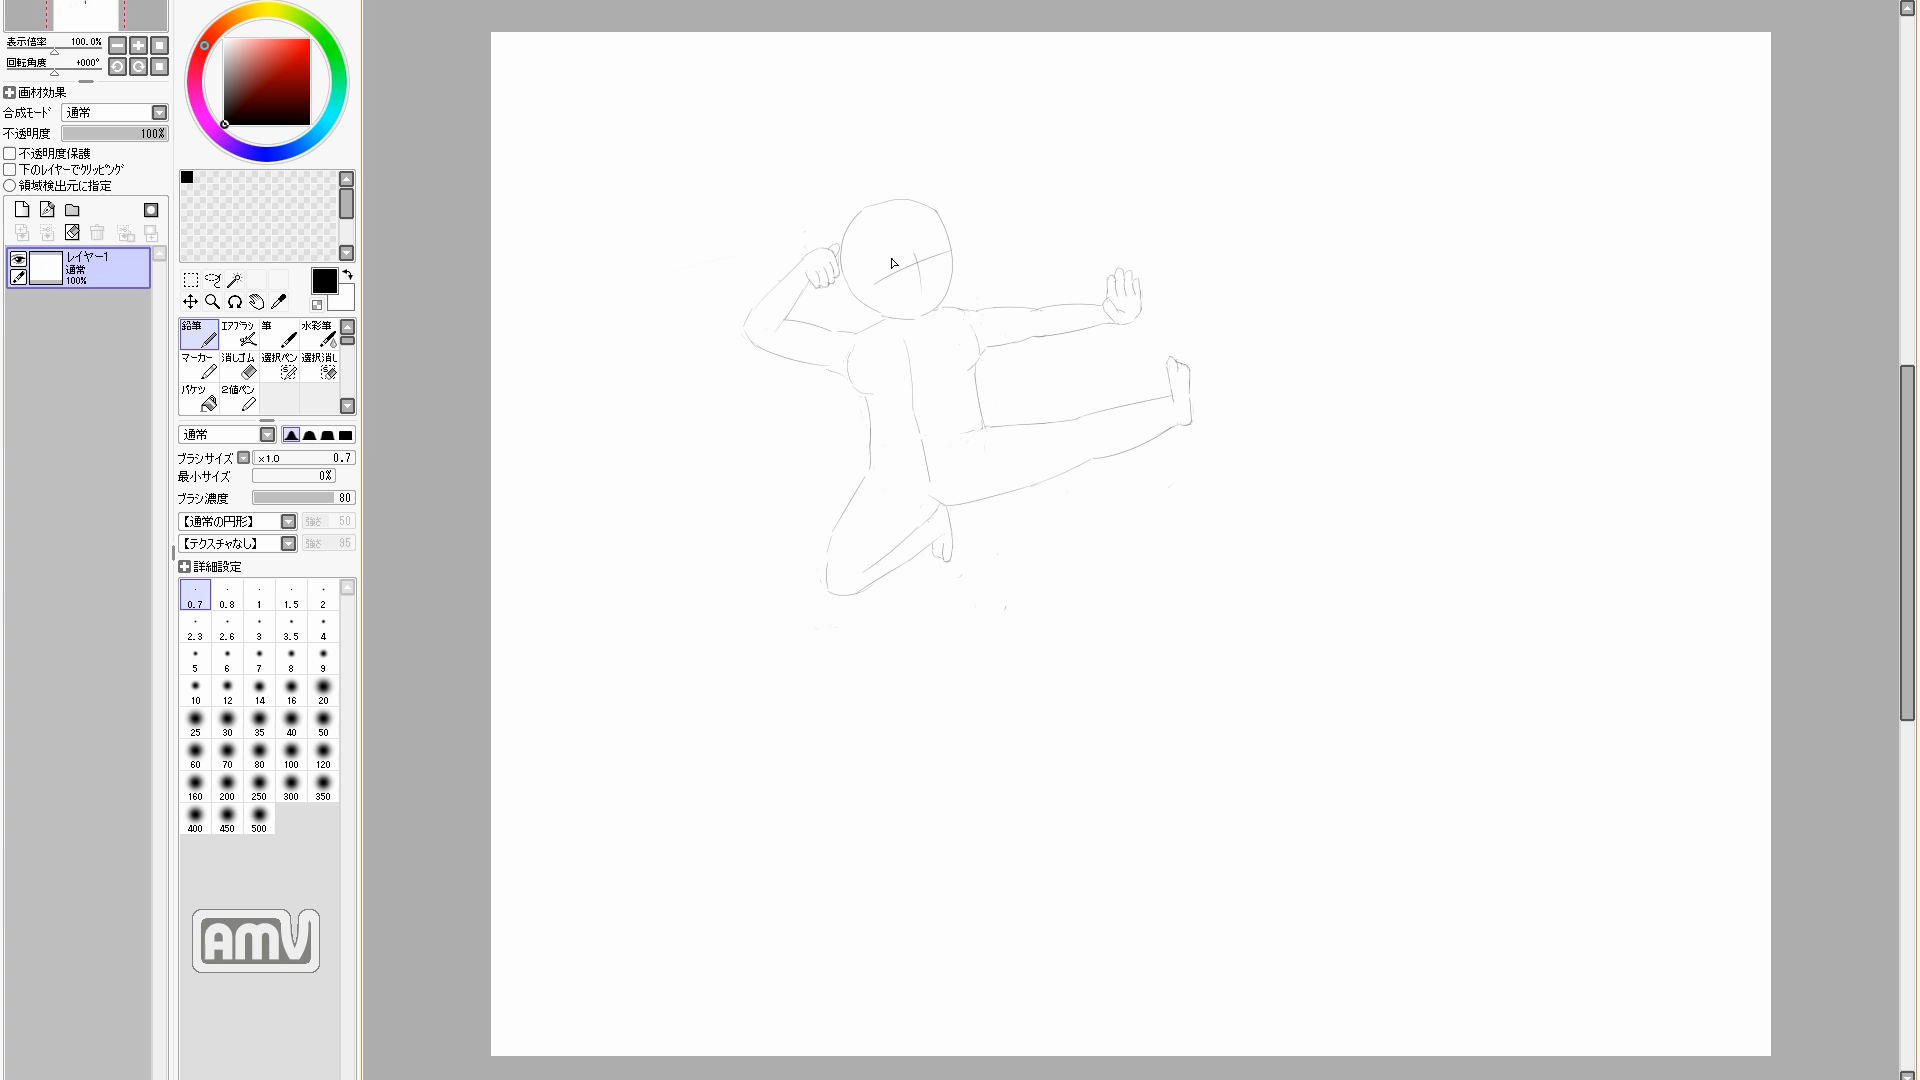 表示倍率 100.0%
回転角度 +000°
画材効果
合成モード 通常
不透明度 100%
不透明度保護
下のレイヤーでクリッピング
領域検出元に指定
レイヤー1
通常
100%
鉛筆 エアブラシ 筆 水彩筆
マーカー 消しゴム 選択ペン 選択消し
バケツ 2値ペン
通常
ブラシサイズ ×1.0 0.7
最小サイズ 0%
ブラシ濃度 80
【通常の円形】 強さ 50
【テクスチャなし】 強さ 95
詳細設定
0.7 0.8 1 1.5 2
2.3 2.6 3 3.5 4
5 6 7 8 9
10 12 14 16 20
25 30 35 40 50
60 70 80 100 120
160 200 250 300 350
400 450 500
AMV